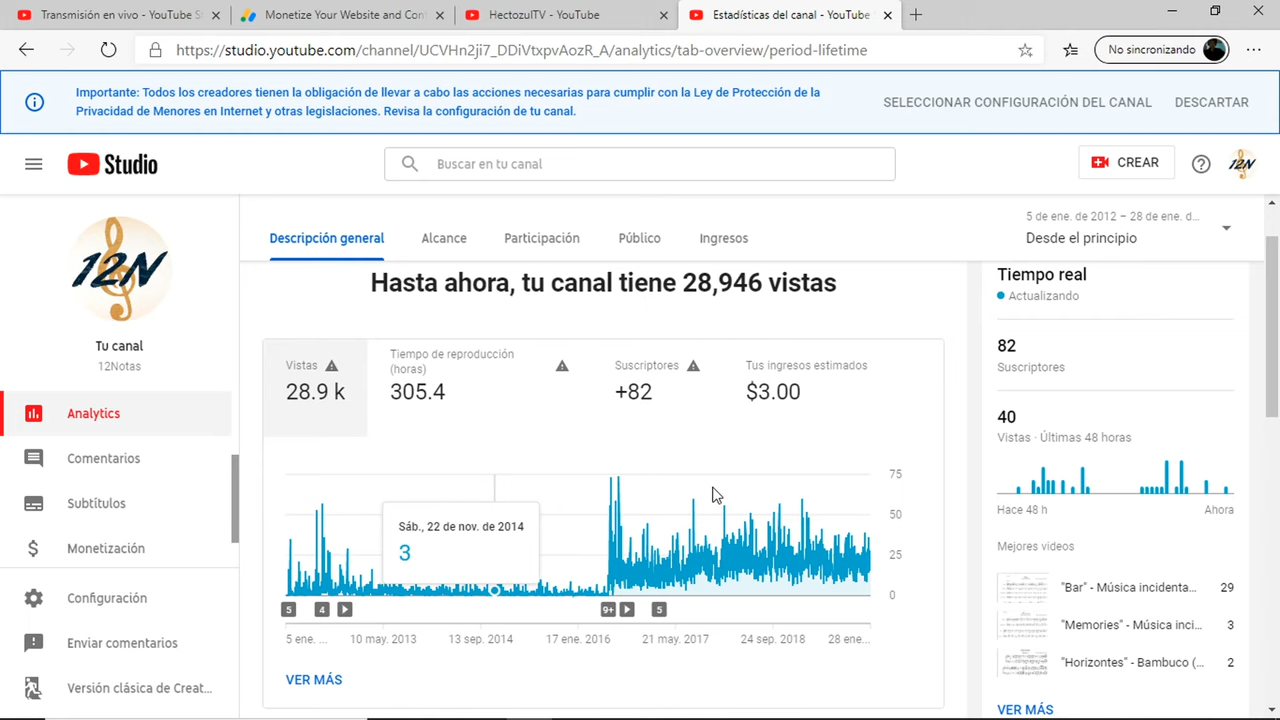 Transmisión en vivo - YouTube S
Monetize Your Website and Con
HectozulTV - YouTube
Estadísticas del canal - YouTube
https://studio.youtube.com/channel/UCVHn2ji7_DDiVtxpvAozR_A/analytics/tab-overview/period-lifetime
No sincronizando
Importante: Todos los creadores tienen la obligación de llevar a cabo las acciones necesarias para cumplir con la Ley de Protección de la
Privacidad de Menores en Internet y otras legislaciones. Revisa la configuración de tu canal.
SELECCIONAR CONFIGURACIÓN DEL CANAL
DESCARTAR
Studio
Buscar en tu canal
CREAR
12N
12N
Tu canal
12Notas
Analytics
Comentarios
Subtítulos
Monetización
Configuración
Enviar comentarios
Versión clásica de Creat...
Descripción general
Alcance
Participación
Público
Ingresos
5 de ene. de 2012 – 28 de ene. d...
Desde el principio
Hasta ahora, tu canal tiene 28,946 vistas
Vistas
28.9 k
Tiempo de reproducción
(horas)
305.4
Suscriptores
+82
Tus ingresos estimados
$3.00
75
50
25
0
Sáb., 22 de nov. de 2014
3
5
4
9+
5
5 ene...
10 may. 2013
13 sep. 2014
17 ene. 2016
21 may. 2017
24 sep. 2018
28 ene...
VER MÁS
Tiempo real
Actualizando
82
Suscriptores
40
Vistas · Últimas 48 horas
Hace 48 h
Ahora
Mejores videos
"Bar" - Música incidenta...
29
"Memories" - Música inci...
3
"Horizontes" - Bambuco (...
2
VER MÁS